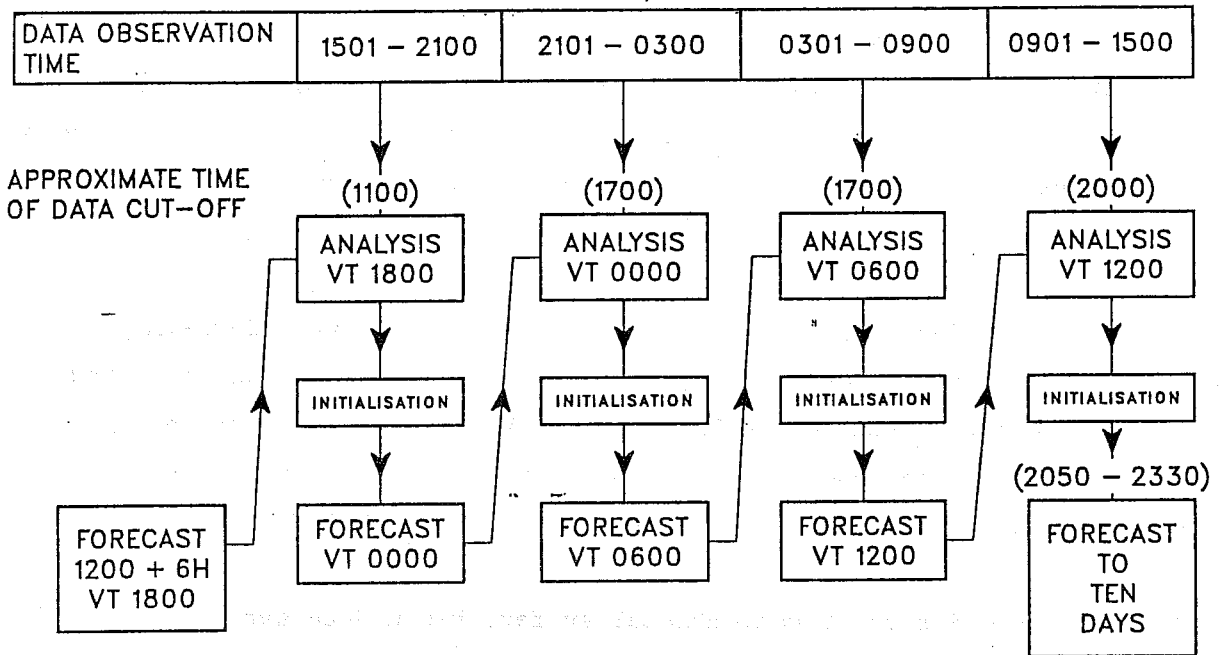 DATA OBSERVATION
TIME
1501 – 2100
2101 – 0300
0301 – 0900
0901 – 1500
APPROXIMATE TIME
OF DATA CUT–OFF
(1100)
(1700)
(1700)
(2000)
ANALYSIS
VT 1800
ANALYSIS
VT 0000
ANALYSIS
VT 0600
ANALYSIS
VT 1200
INITIALISATION
INITIALISATION
INITIALISATION
INITIALISATION
(2050 – 2330)
FORECAST
1200 + 6H
VT 1800
FORECAST
VT 0000
FORECAST
VT 0600
FORECAST
VT 1200
FORECAST
TO
TEN
DAYS